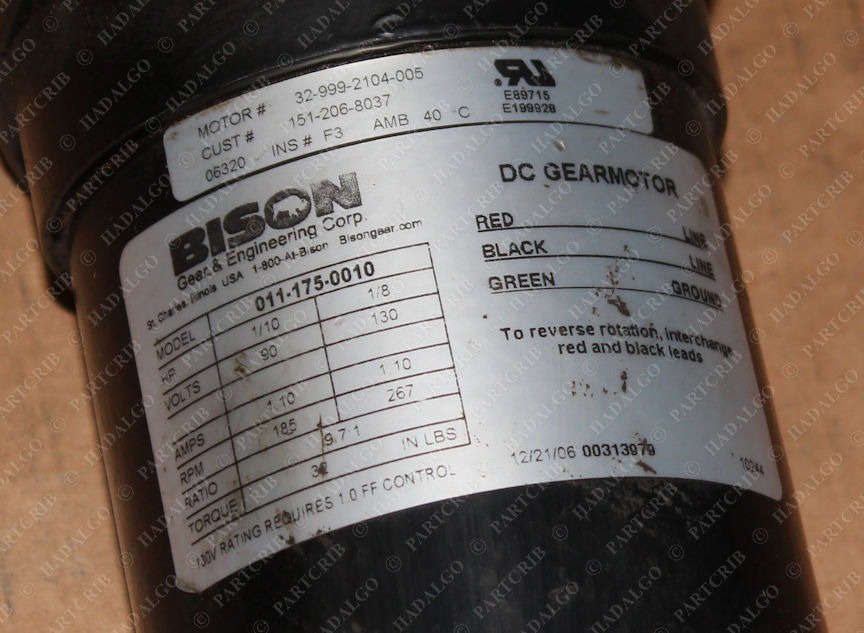 MOTOR # 32-999-2104-005
CUST # 151-206-8037
06320 INS # F3 AMB 40 °C
RU ®
E89715
E199928
BISON
Gear & Engineering Corp.
St. Charles, Illinois USA 1-800-At-Bison Bisongear.com
MODEL 011-175-0010
HP 1/10 1/8
VOLTS 90 130
AMPS 1.10 1.10
RPM 185 267
RATIO 9.7:1
TORQUE IN LBS
130V RATING REQUIRES 1.0 FF CONTROL
DC GEARMOTOR
RED LINE
BLACK LINE
GREEN GROUND
To reverse rotation, interchange
red and black leads
12/21/06 00313979
10244
© HADALGO PARTCRIB